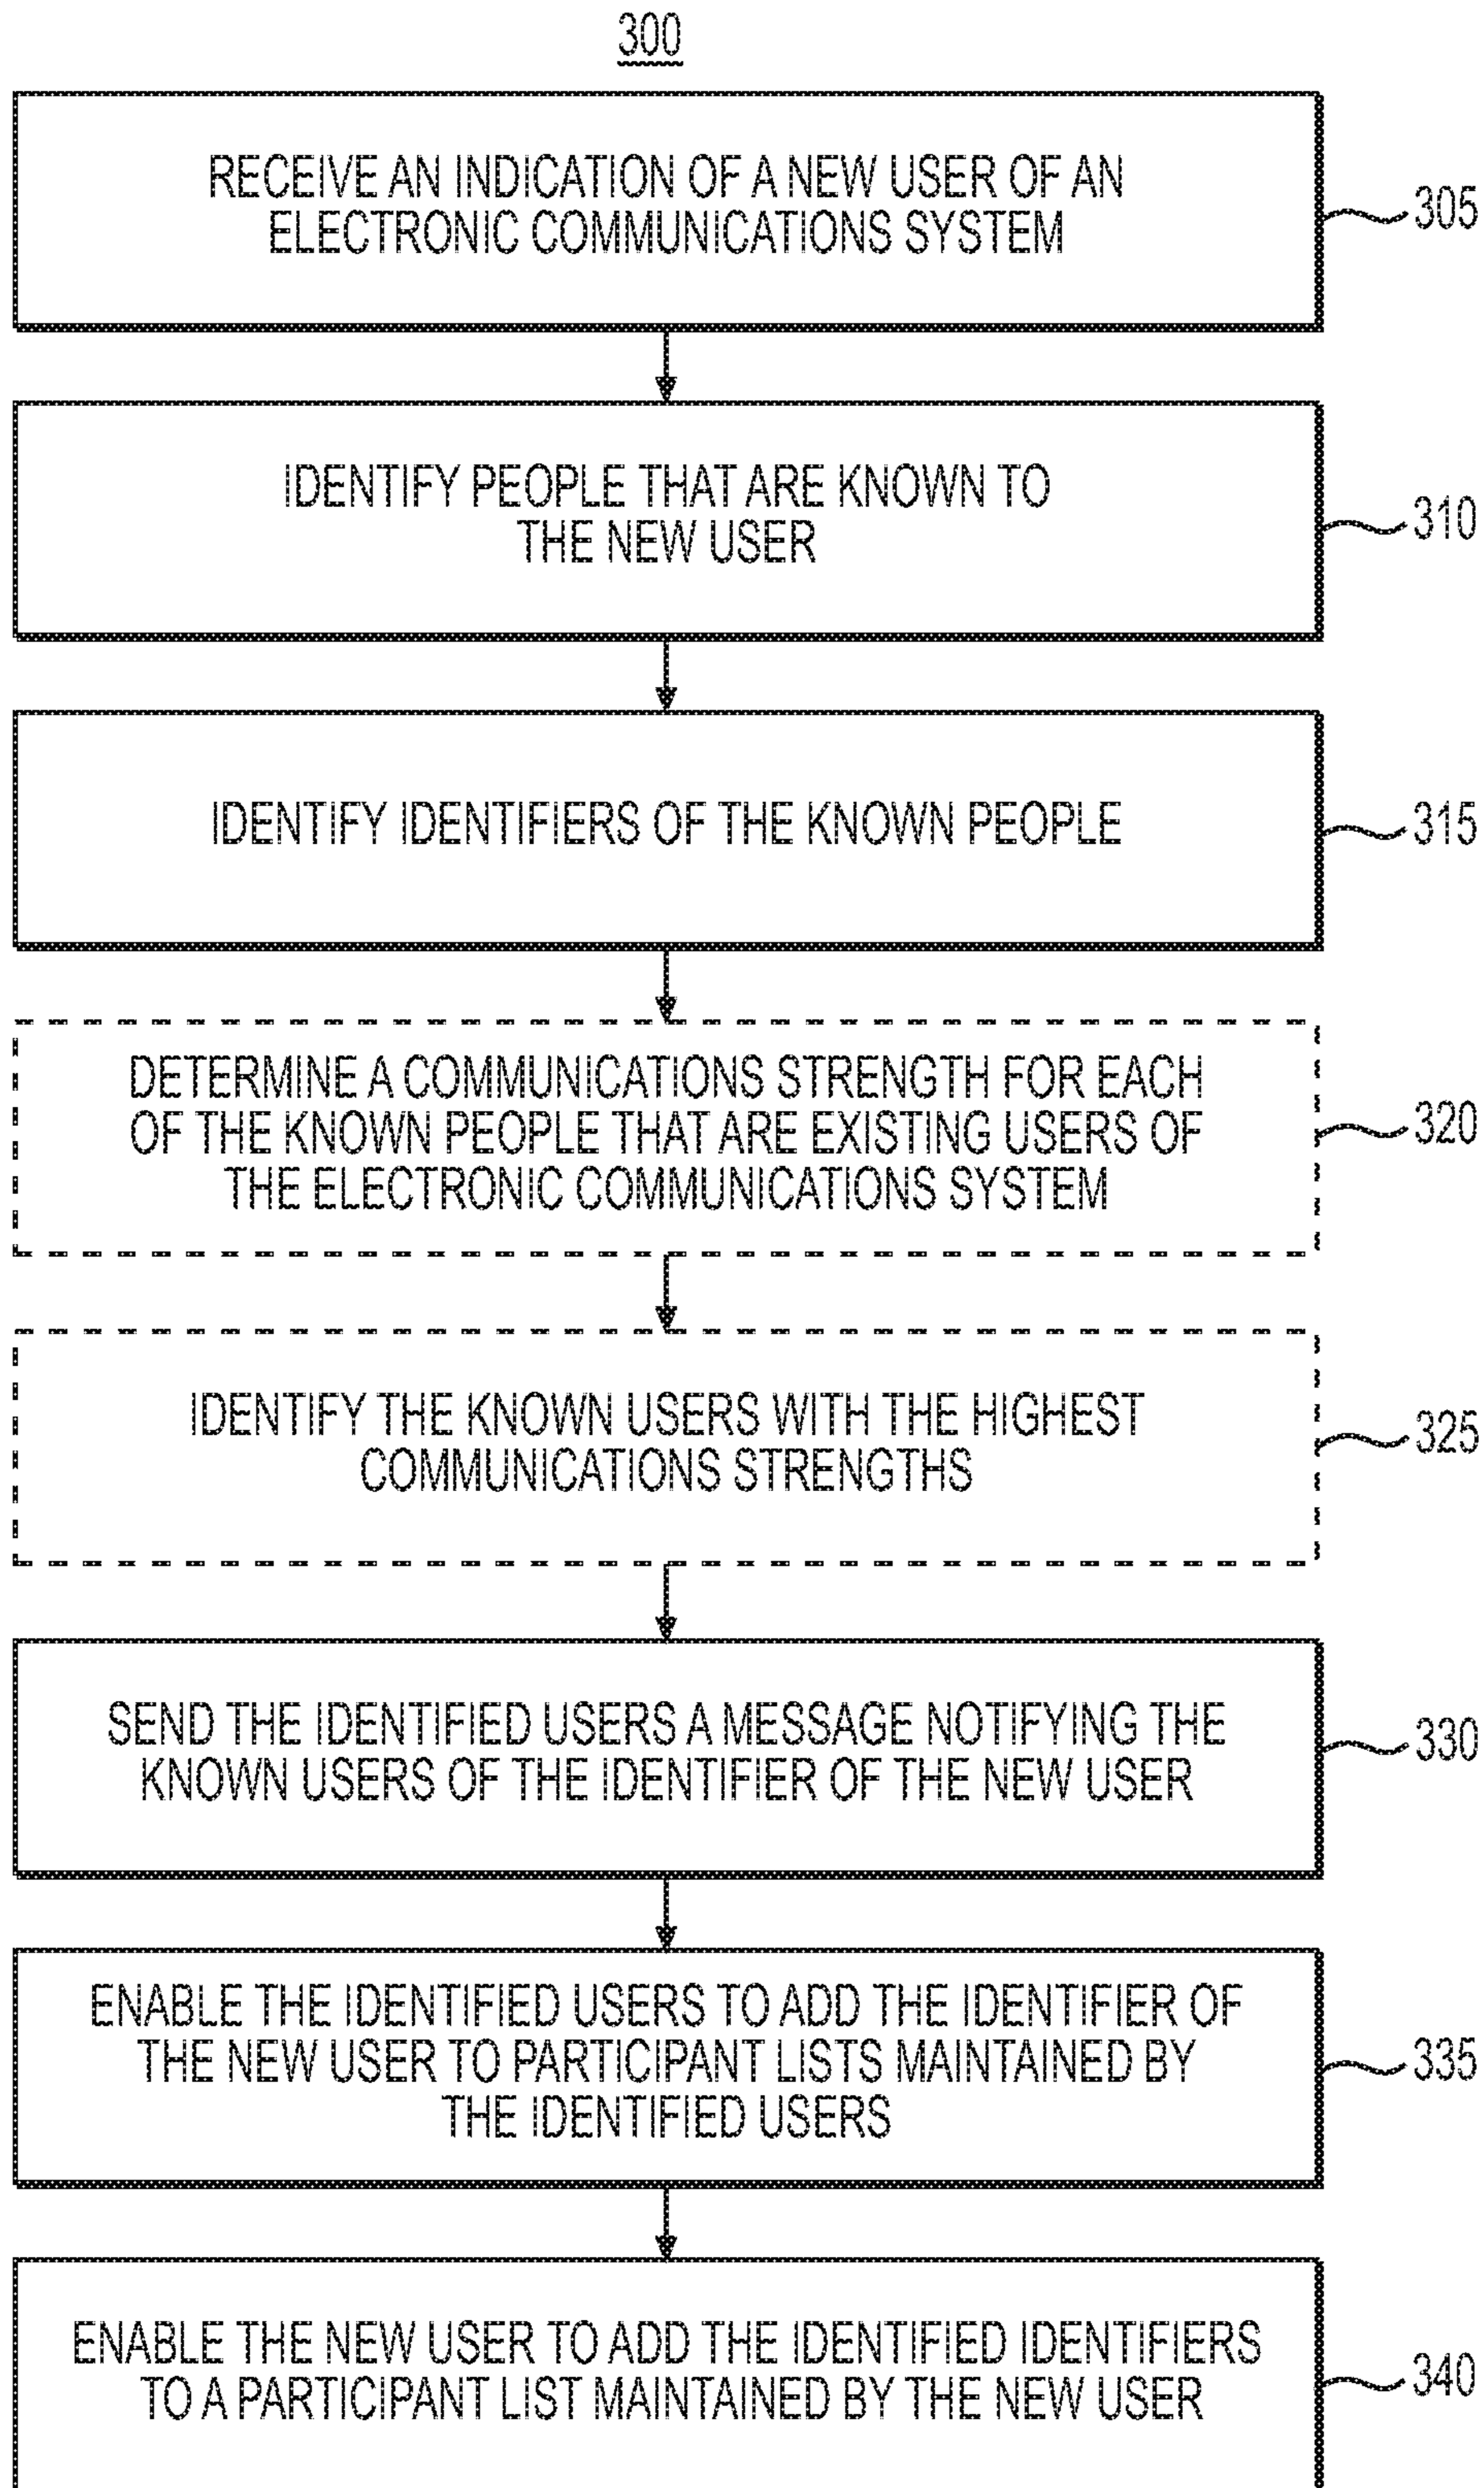 300
RECEIVE AN INDICATION OF A NEW USER OF AN
ELECTRONIC COMMUNICATIONS SYSTEM
305
IDENTIFY PEOPLE THAT ARE KNOWN TO
THE NEW USER
310
IDENTIFY IDENTIFIERS OF THE KNOWN PEOPLE
315
DETERMINE A COMMUNICATIONS STRENGTH FOR EACH
OF THE KNOWN PEOPLE THAT ARE EXISTING USERS OF
THE ELECTRONIC COMMUNICATIONS SYSTEM
320
IDENTIFY THE KNOWN USERS WITH THE HIGHEST
COMMUNICATIONS STRENGTHS
325
SEND THE IDENTIFIED USERS A MESSAGE NOTIFYING THE
KNOWN USERS OF THE IDENTIFIER OF THE NEW USER
330
ENABLE THE IDENTIFIED USERS TO ADD THE IDENTIFIER OF
THE NEW USER TO PARTICIPANT LISTS MAINTAINED BY
THE IDENTIFIED USERS
335
ENABLE THE NEW USER TO ADD THE IDENTIFIED IDENTIFIERS
TO A PARTICIPANT LIST MAINTAINED BY THE NEW USER
340